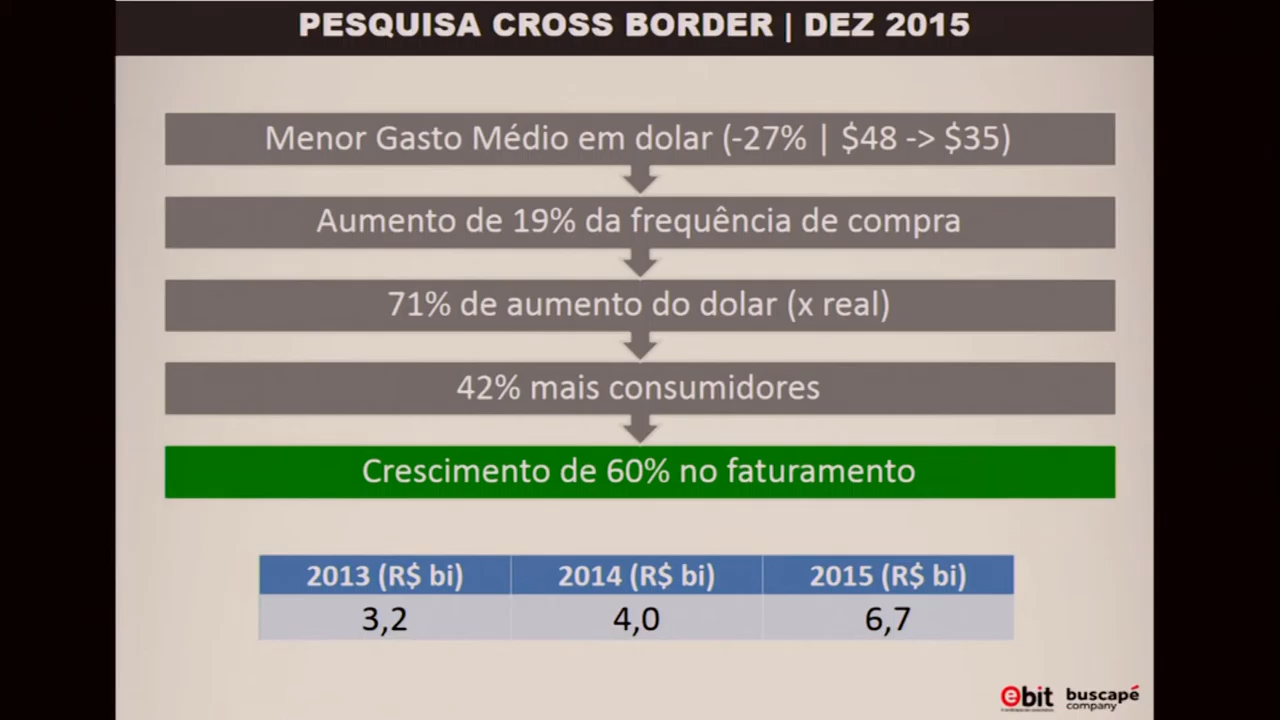 PESQUISA CROSS BORDER | DEZ 2015
Menor Gasto Médio em dolar (-27% | $48 -> $35)
Aumento de 19% da frequência de compra
71% de aumento do dolar (x real)
42% mais consumidores
Crescimento de 60% no faturamento
2013 (R$ bi) 2014 (R$ bi) 2015 (R$ bi)
3,2 4,0 6,7
ebit buscapé
company